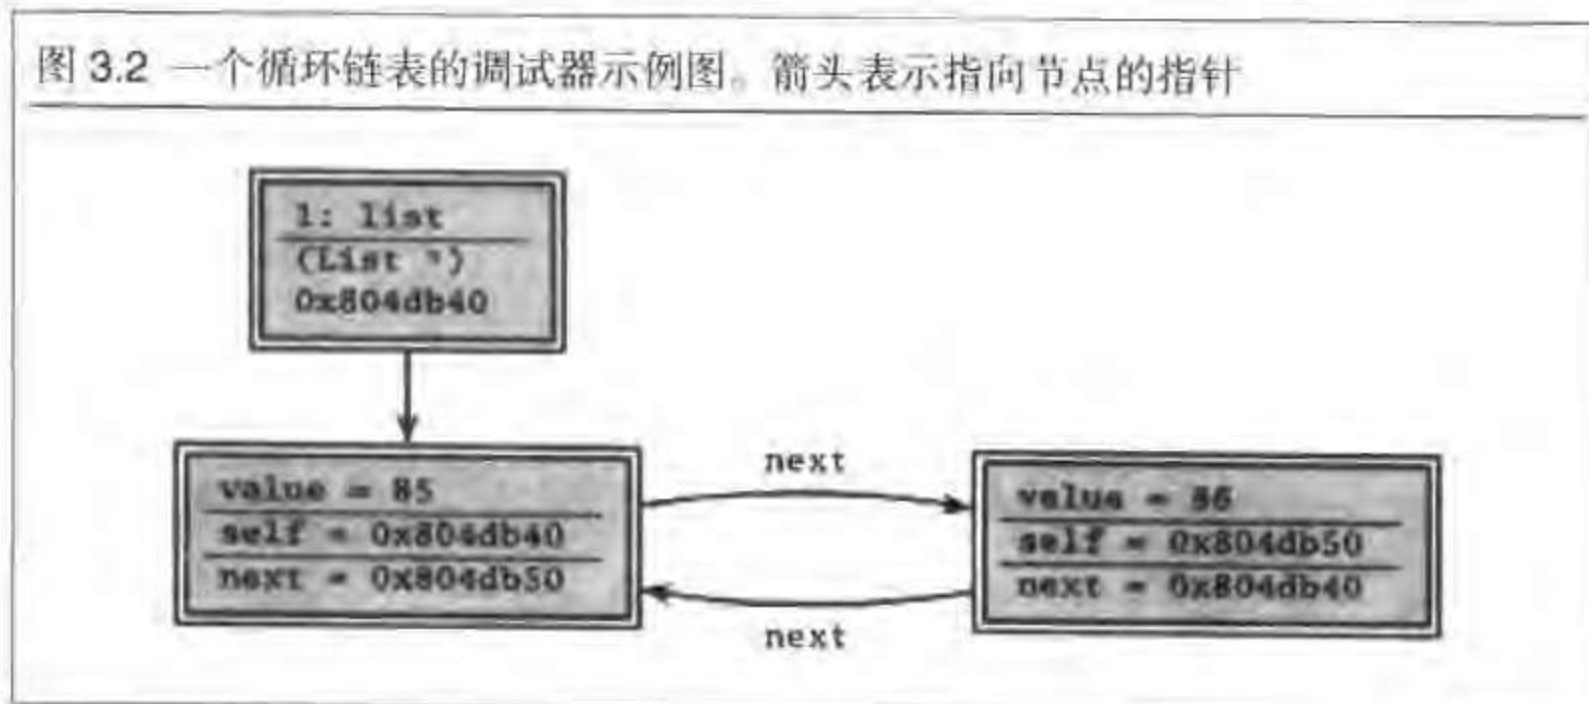 图 3.2 一个循环链表的调试器示例图。箭头表示指向节点的指针
1: list
(List *)
0x804db40
next
value = 85
self = 0x804db40
next = 0x804db50
value = 86
self = 0x804db50
next = 0x804db40
next